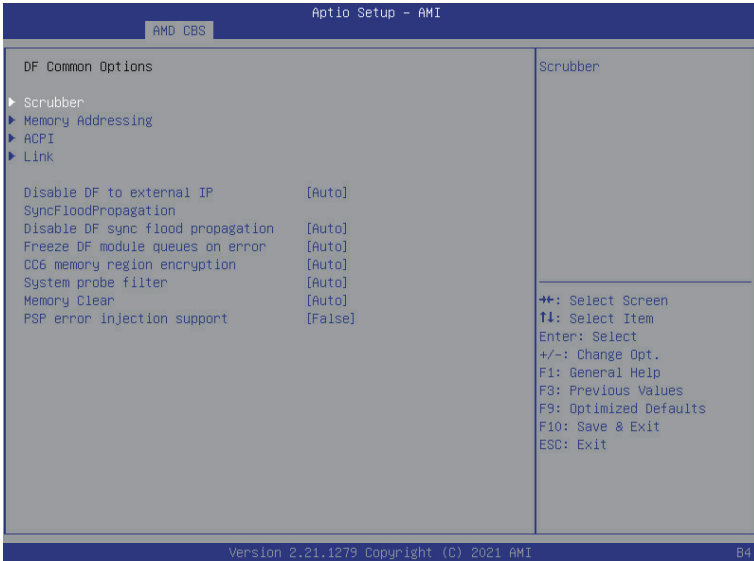 Aptio Setup - AMI
AMD CBS
DF Common Options
Scrubber
Memory Addressing
ACPI
Link
Disable DF to external IP [Auto]
SyncFloodPropagation
Disable DF sync flood propagation [Auto]
Freeze DF module queues on error [Auto]
CC6 memory region encryption [Auto]
System probe filter [Auto]
Memory Clear [Auto]
PSP error injection support [False]
Scrubber
→←: Select Screen
↑↓: Select Item
Enter: Select
+/-: Change Opt.
F1: General Help
F3: Previous Values
F9: Optimized Defaults
F10: Save & Exit
ESC: Exit
Version 2.21.1279 Copyright (C) 2021 AMI
B4